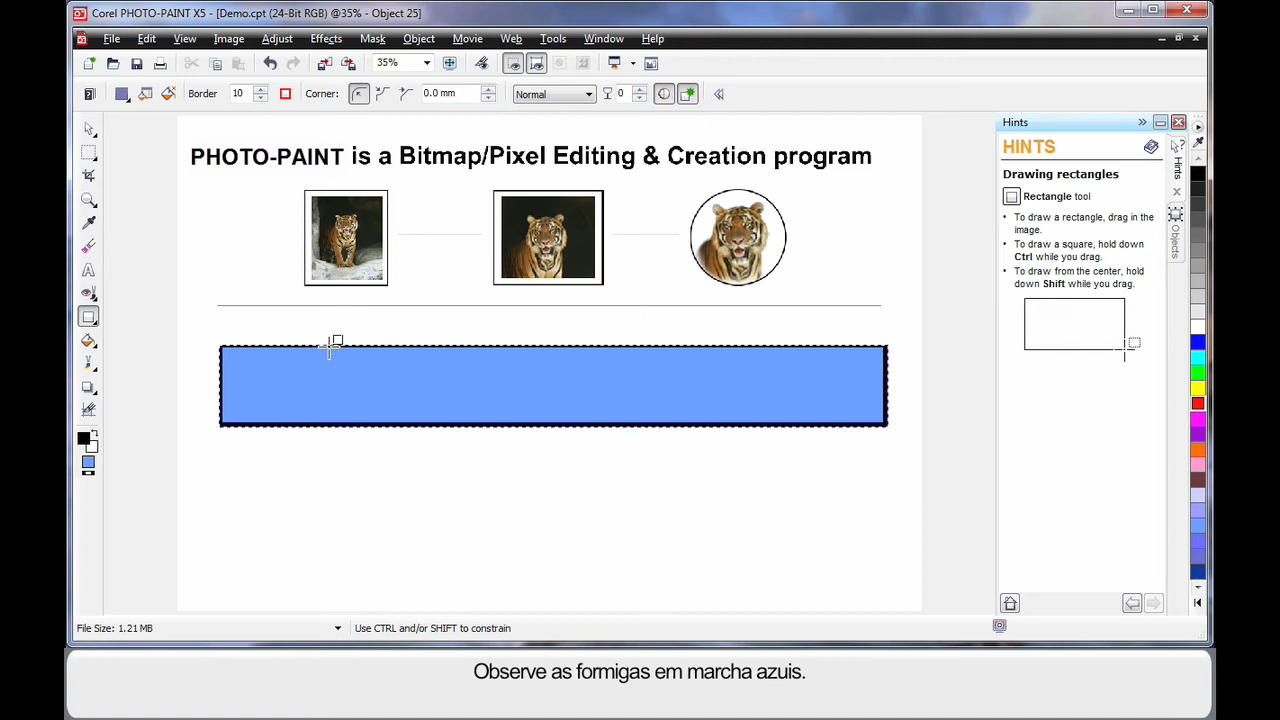 Corel PHOTO-PAINT X5 - [Demo.cpt (24-Bit RGB) @35% - Object 25]
File Edit View Image Adjust Effects Mask Object Movie Web Tools Window Help
35%
Border 10 Corner: 0.0 mm Normal 0
Hints
HINTS
Drawing rectangles
Rectangle tool
• To draw a rectangle, drag in the
image.
• To draw a square, hold down
Ctrl while you drag.
• To draw from the center, hold
down Shift while you drag.
Hints
Objects
PHOTO-PAINT is a Bitmap/Pixel Editing & Creation program
File Size: 1.21 MB Use CTRL and/or SHIFT to constrain
Observe as formigas em marcha azuis.